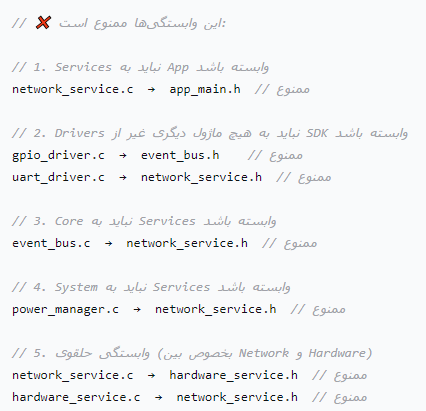 // ❌ این وابستگی‌ها ممنوع است:
// 1. Services نباید به App وابسته باشد
network_service.c → app_main.h // ممنوع
// 2. Drivers نباید به هیچ ماژول دیگری غیر از SDK وابسته باشد
gpio_driver.c → event_bus.h // ممنوع
uart_driver.c → network_service.h // ممنوع
// 3. Core نباید به Services وابسته باشد
event_bus.c → network_service.h // ممنوع
// 4. System نباید به Services وابسته باشد
power_manager.c → network_service.h // ممنوع
// 5. وابستگی حلقوی (بخصوص بین Network و Hardware)
network_service.c → hardware_service.h // ممنوع
hardware_service.c → network_service.h // ممنوع